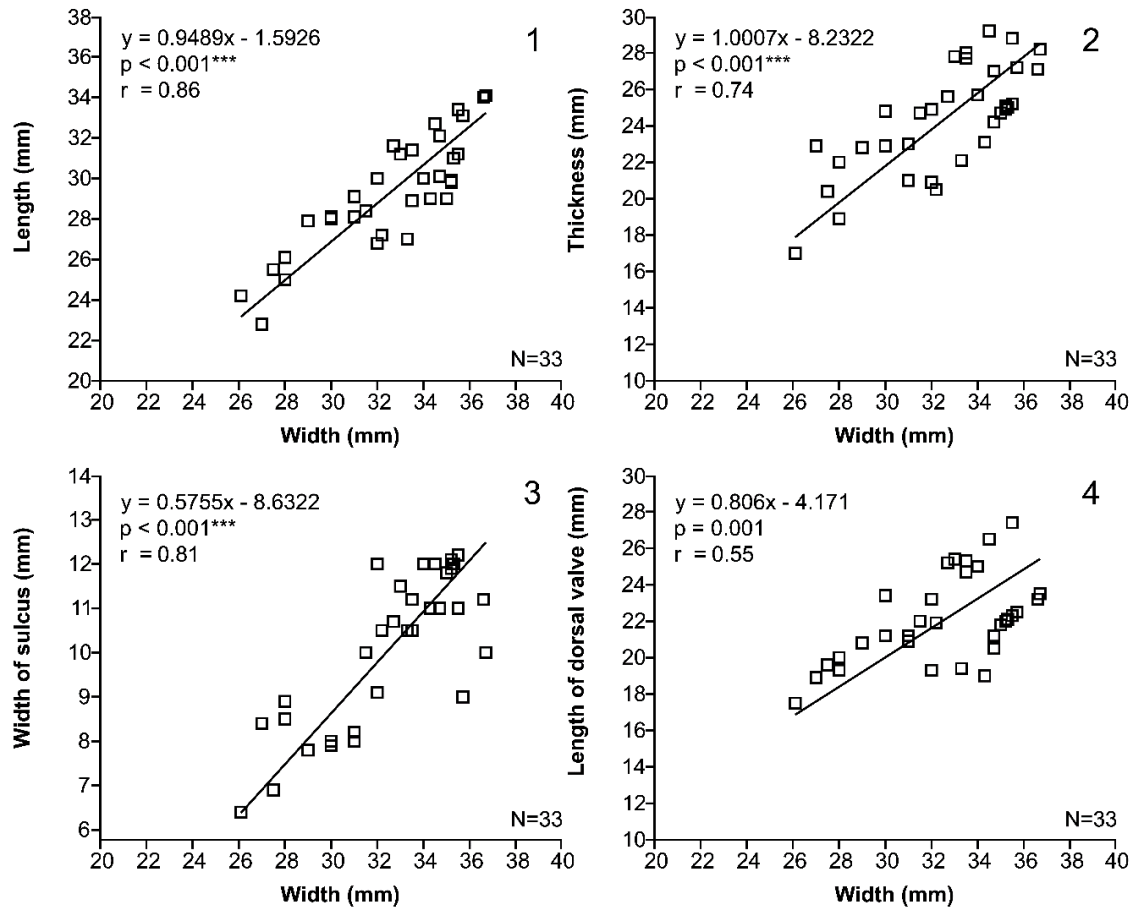 38
36
34
32
30
28
26
24
22
20
Length (mm)
y = 0.9489x - 1.5926
p < 0.001***
r = 0.86
1
N=33
20 22 24 26 28 30 32 34 36 38 40
Width (mm)
30
28
26
24
22
20
18
16
14
12
10
Thickness (mm)
y = 1.0007x - 8.2322
p < 0.001***
r = 0.74
2
N=33
20 22 24 26 28 30 32 34 36 38 40
Width (mm)
14
13
12
11
10
9
8
7
6
Width of sulcus (mm)
y = 0.5755x - 8.6322
p < 0.001***
r = 0.81
3
N=33
20 22 24 26 28 30 32 34 36 38 40
Width (mm)
30
28
26
24
22
20
18
16
14
12
10
Length of dorsal valve (mm)
y = 0.806x - 4.171
p = 0.001
r = 0.55
4
N=33
20 22 24 26 28 30 32 34 36 38 40
Width (mm)